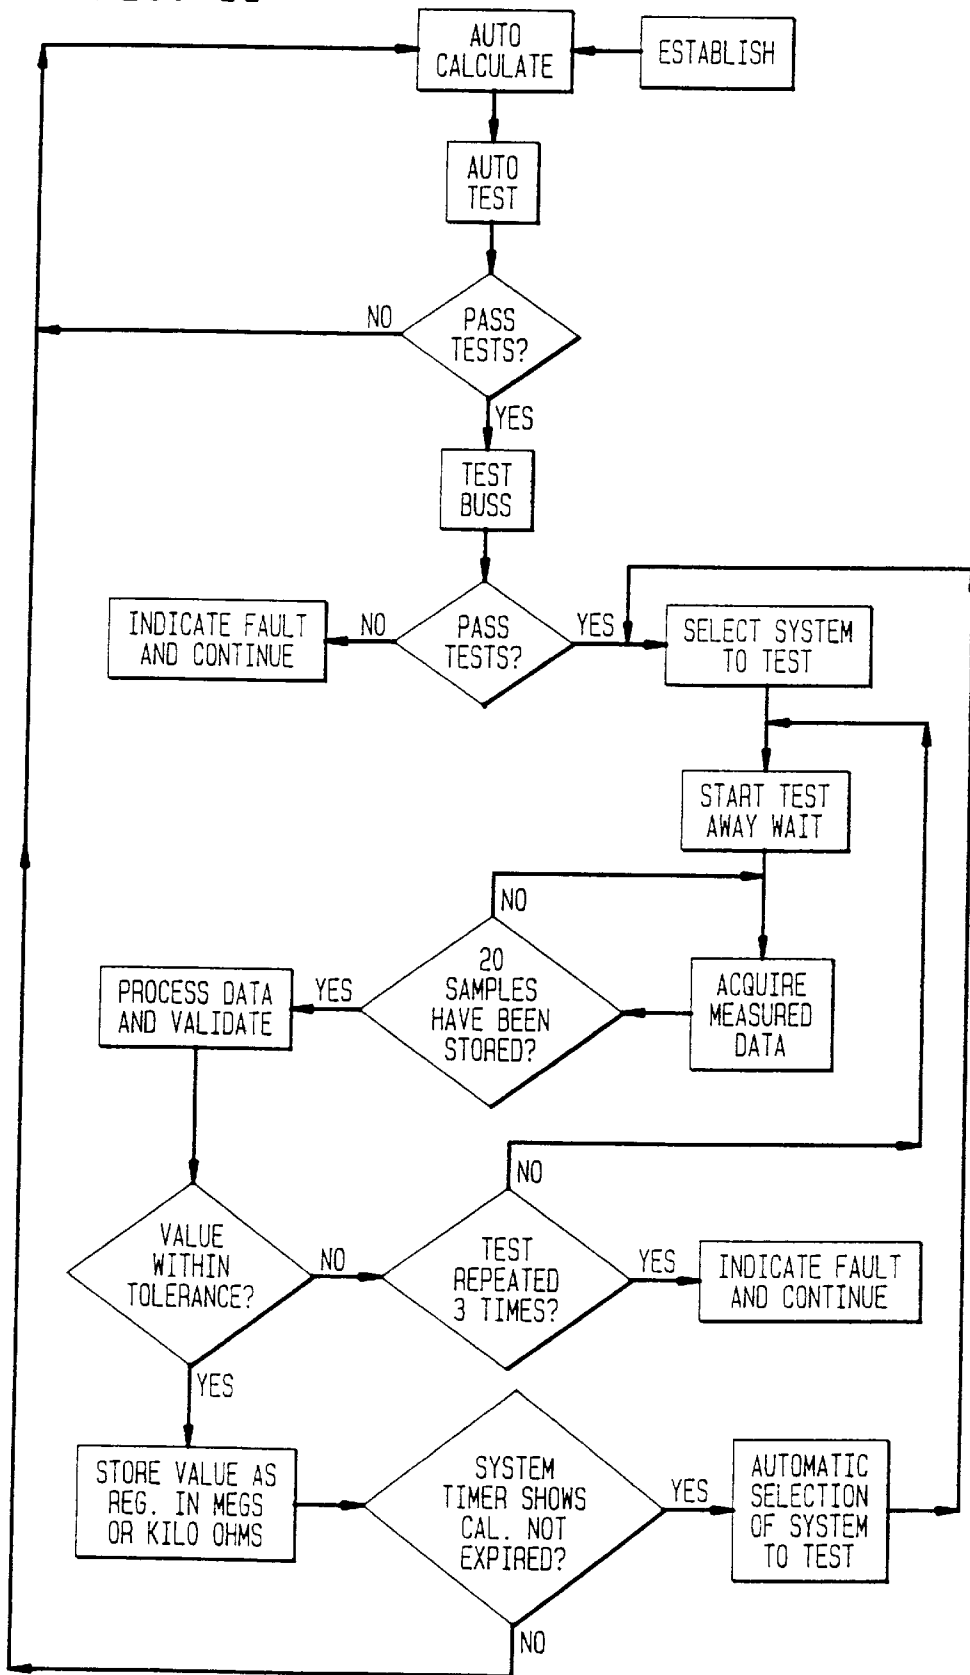 AUTO
CALCULATE
ESTABLISH
AUTO
TEST
NO
PASS
TESTS?
YES
TEST
BUSS
INDICATE FAULT
AND CONTINUE
NO
PASS
TESTS?
YES
SELECT SYSTEM
TO TEST
START TEST
AWAY WAIT
NO
PROCESS DATA
AND VALIDATE
YES
20
SAMPLES
HAVE BEEN
STORED?
ACQUIRE
MEASURED
DATA
NO
VALUE
WITHIN
TOLERANCE?
NO
TEST
REPEATED
3 TIMES?
YES
INDICATE FAULT
AND CONTINUE
YES
STORE VALUE AS
REG. IN MEGS
OR KILO OHMS
SYSTEM
TIMER SHOWS
CAL. NOT
EXPIRED?
YES
AUTOMATIC
SELECTION
OF SYSTEM
TO TEST
NO